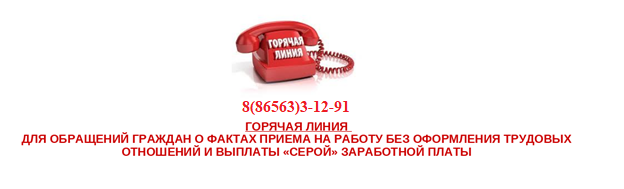 ГОРЯЧАЯ
ЛИНИЯ
8(86563)3-12-91
ГОРЯЧАЯ ЛИНИЯ
ДЛЯ ОБРАЩЕНИЙ ГРАЖДАН О ФАКТАХ ПРИЕМА НА РАБОТУ БЕЗ ОФОРМЛЕНИЯ ТРУДОВЫХ
ОТНОШЕНИЙ И ВЫПЛАТЫ «СЕРОЙ» ЗАРАБОТНОЙ ПЛАТЫ